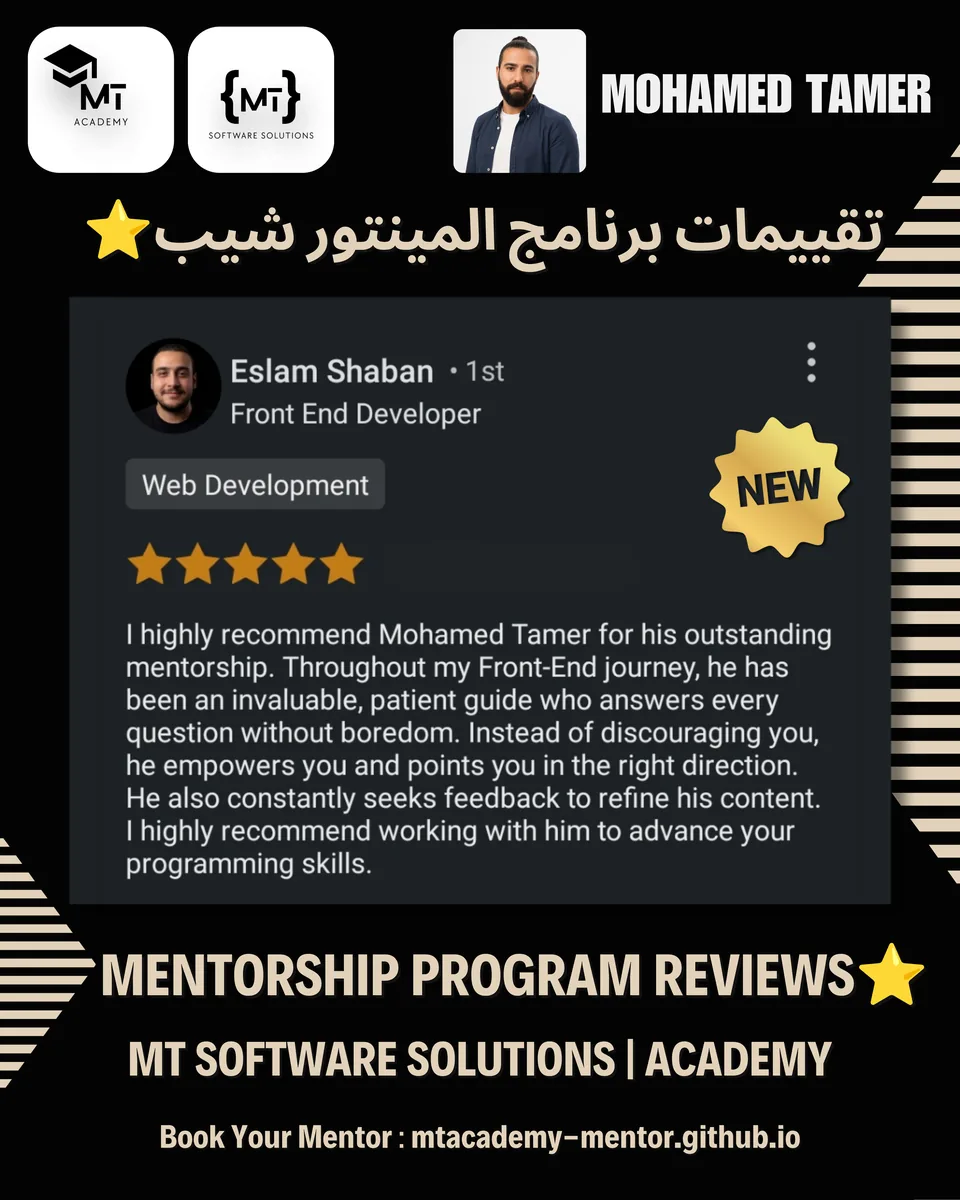 MT
ACADEMY
{MT}
SOFTWARE SOLUTIONS
MOHAMED TAMER
تقييمات برنامج المينتور شيب
Eslam Shaban • 1st
Front End Developer
Web Development
NEW
I highly recommend Mohamed Tamer for his outstanding
mentorship. Throughout my Front-End journey, he has
been an invaluable, patient guide who answers every
question without boredom. Instead of discouraging you,
he empowers you and points you in the right direction.
He also constantly seeks feedback to refine his content.
I highly recommend working with him to advance your
programming skills.
MENTORSHIP PROGRAM REVIEWS
MT SOFTWARE SOLUTIONS | ACADEMY
Book Your Mentor : mtacademy-mentor.github.io